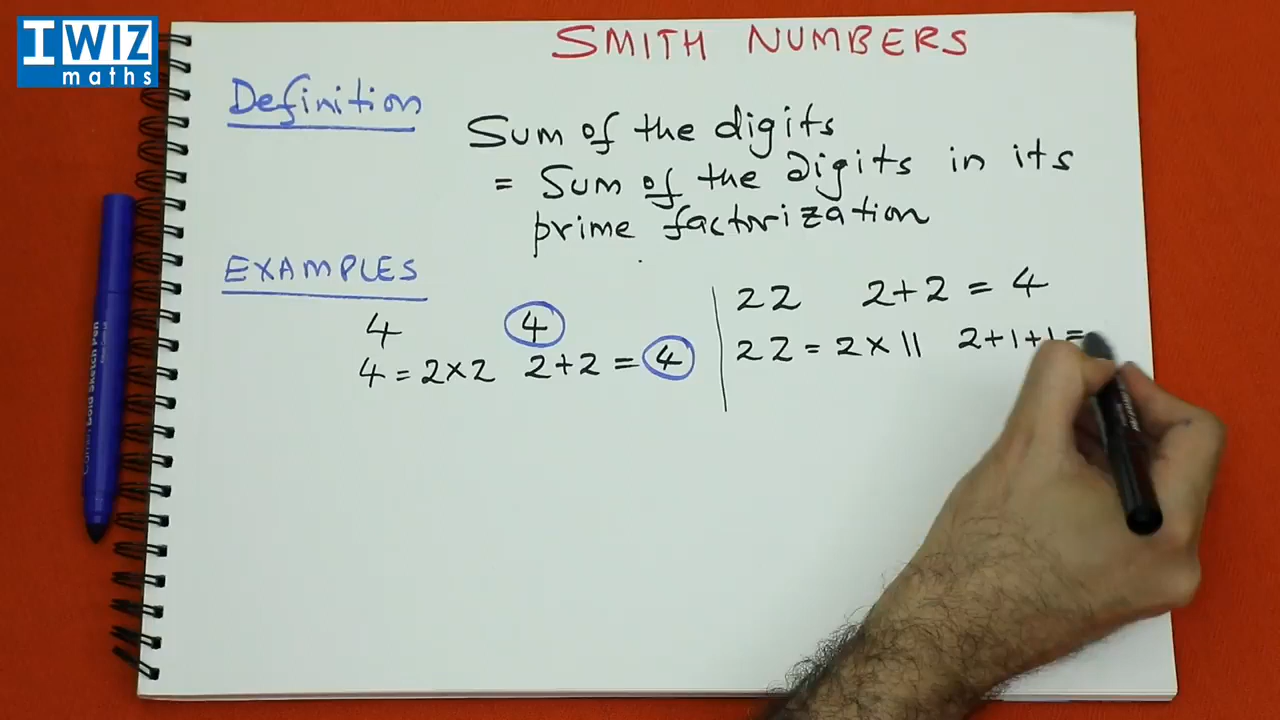 I WIZ
maths
SMITH NUMBERS
Definition
Sum of the digits
= Sum of the digits in its
prime factorization
EXAMPLES
4 4
4 = 2×2 2+2 = 4
22 2+2 = 4
22 = 2×11 2+1+1=